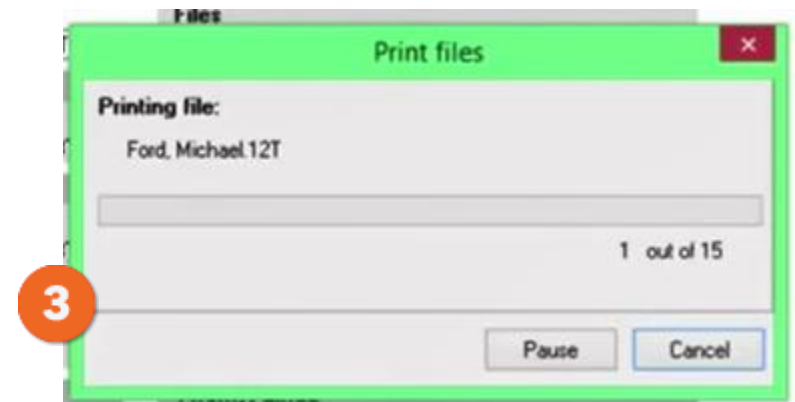 Files
Print files
Printing file:
Ford, Michael.12T
1 out of 15
3
Pause
Cancel